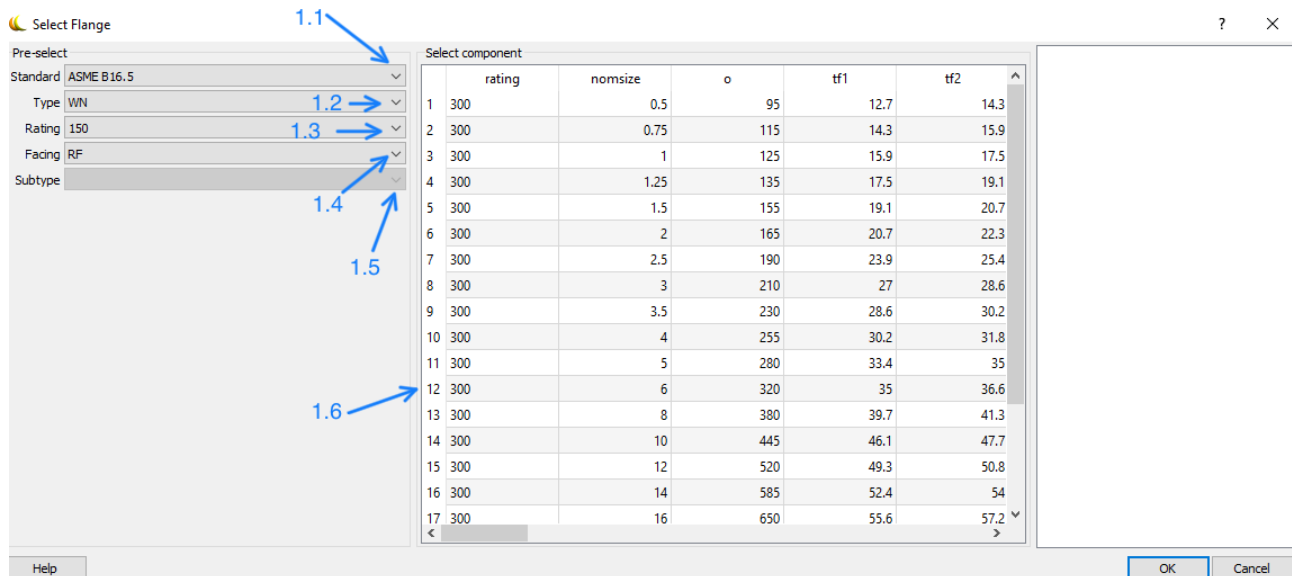 1.1
Select Flange
?
Pre-select
Select component
Standard ASME B16.5
Type WN
1.2
Rating 150
1.3
Facing RF
Subtype
1.4
1.5
1.6
rating nomsize o tf1 tf2
1 300 0.5 95 12.7 14.3
2 300 0.75 115 14.3 15.9
3 300 1 125 15.9 17.5
4 300 1.25 135 17.5 19.1
5 300 1.5 155 19.1 20.7
6 300 2 165 20.7 22.3
7 300 2.5 190 23.9 25.4
8 300 3 210 27 28.6
9 300 3.5 230 28.6 30.2
10 300 4 255 30.2 31.8
11 300 5 280 33.4 35
12 300 6 320 35 36.6
13 300 8 380 39.7 41.3
14 300 10 445 46.1 47.7
15 300 12 520 49.3 50.8
16 300 14 585 52.4 54
17 300 16 650 55.6 57.2
Help
OK
Cancel